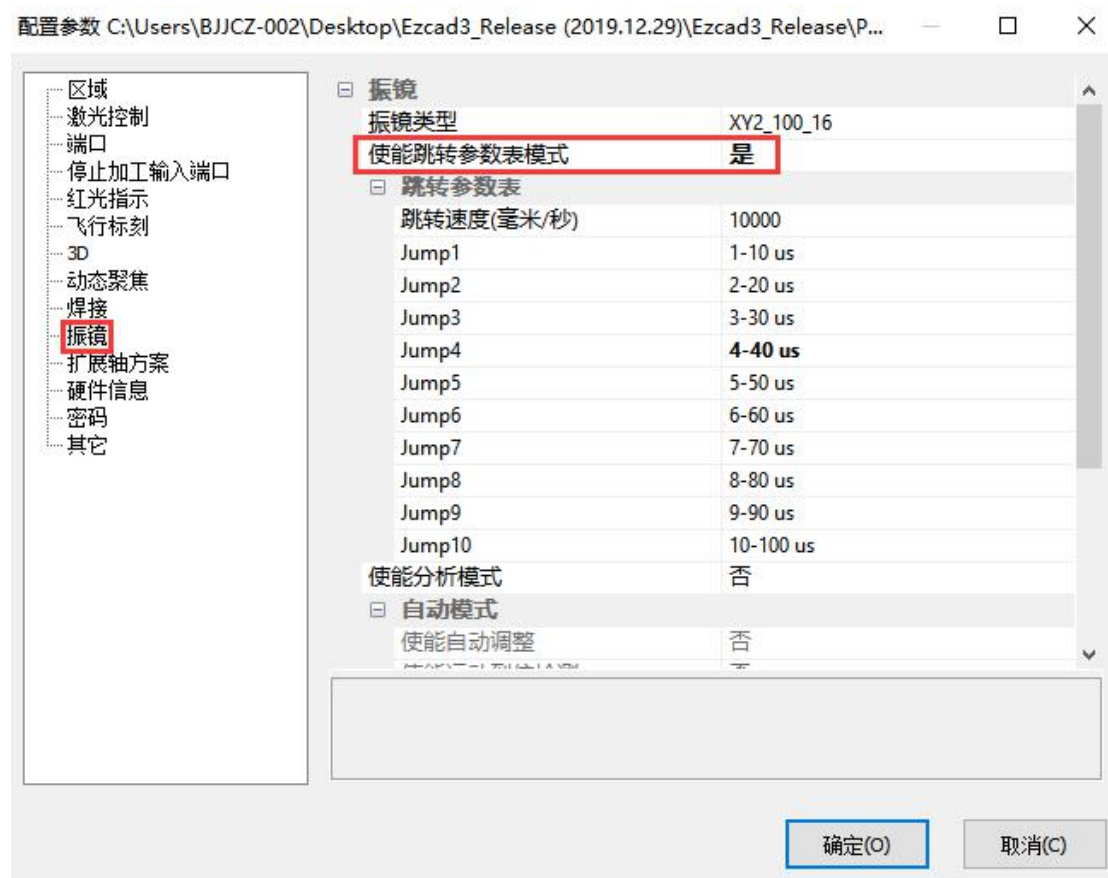 配置参数 C:\Users\BJJCZ-002\Desktop\Ezcad3_Release (2019.12.29)\Ezcad3_Release\P...
区域
激光控制
端口
停止加工输入端口
红光指示
飞行标刻
3D
动态聚焦
焊接
振镜
扩展轴方案
硬件信息
密码
其它
振镜
振镜类型 XY2_100_16
使能跳转参数表模式 是
跳转参数表
跳转速度(毫米/秒) 10000
Jump1 1-10 us
Jump2 2-20 us
Jump3 3-30 us
Jump4 4-40 us
Jump5 5-50 us
Jump6 6-60 us
Jump7 7-70 us
Jump8 8-80 us
Jump9 9-90 us
Jump10 10-100 us
使能分析模式 否
自动模式
使能自动调整 否
确定(O) 取消(C)